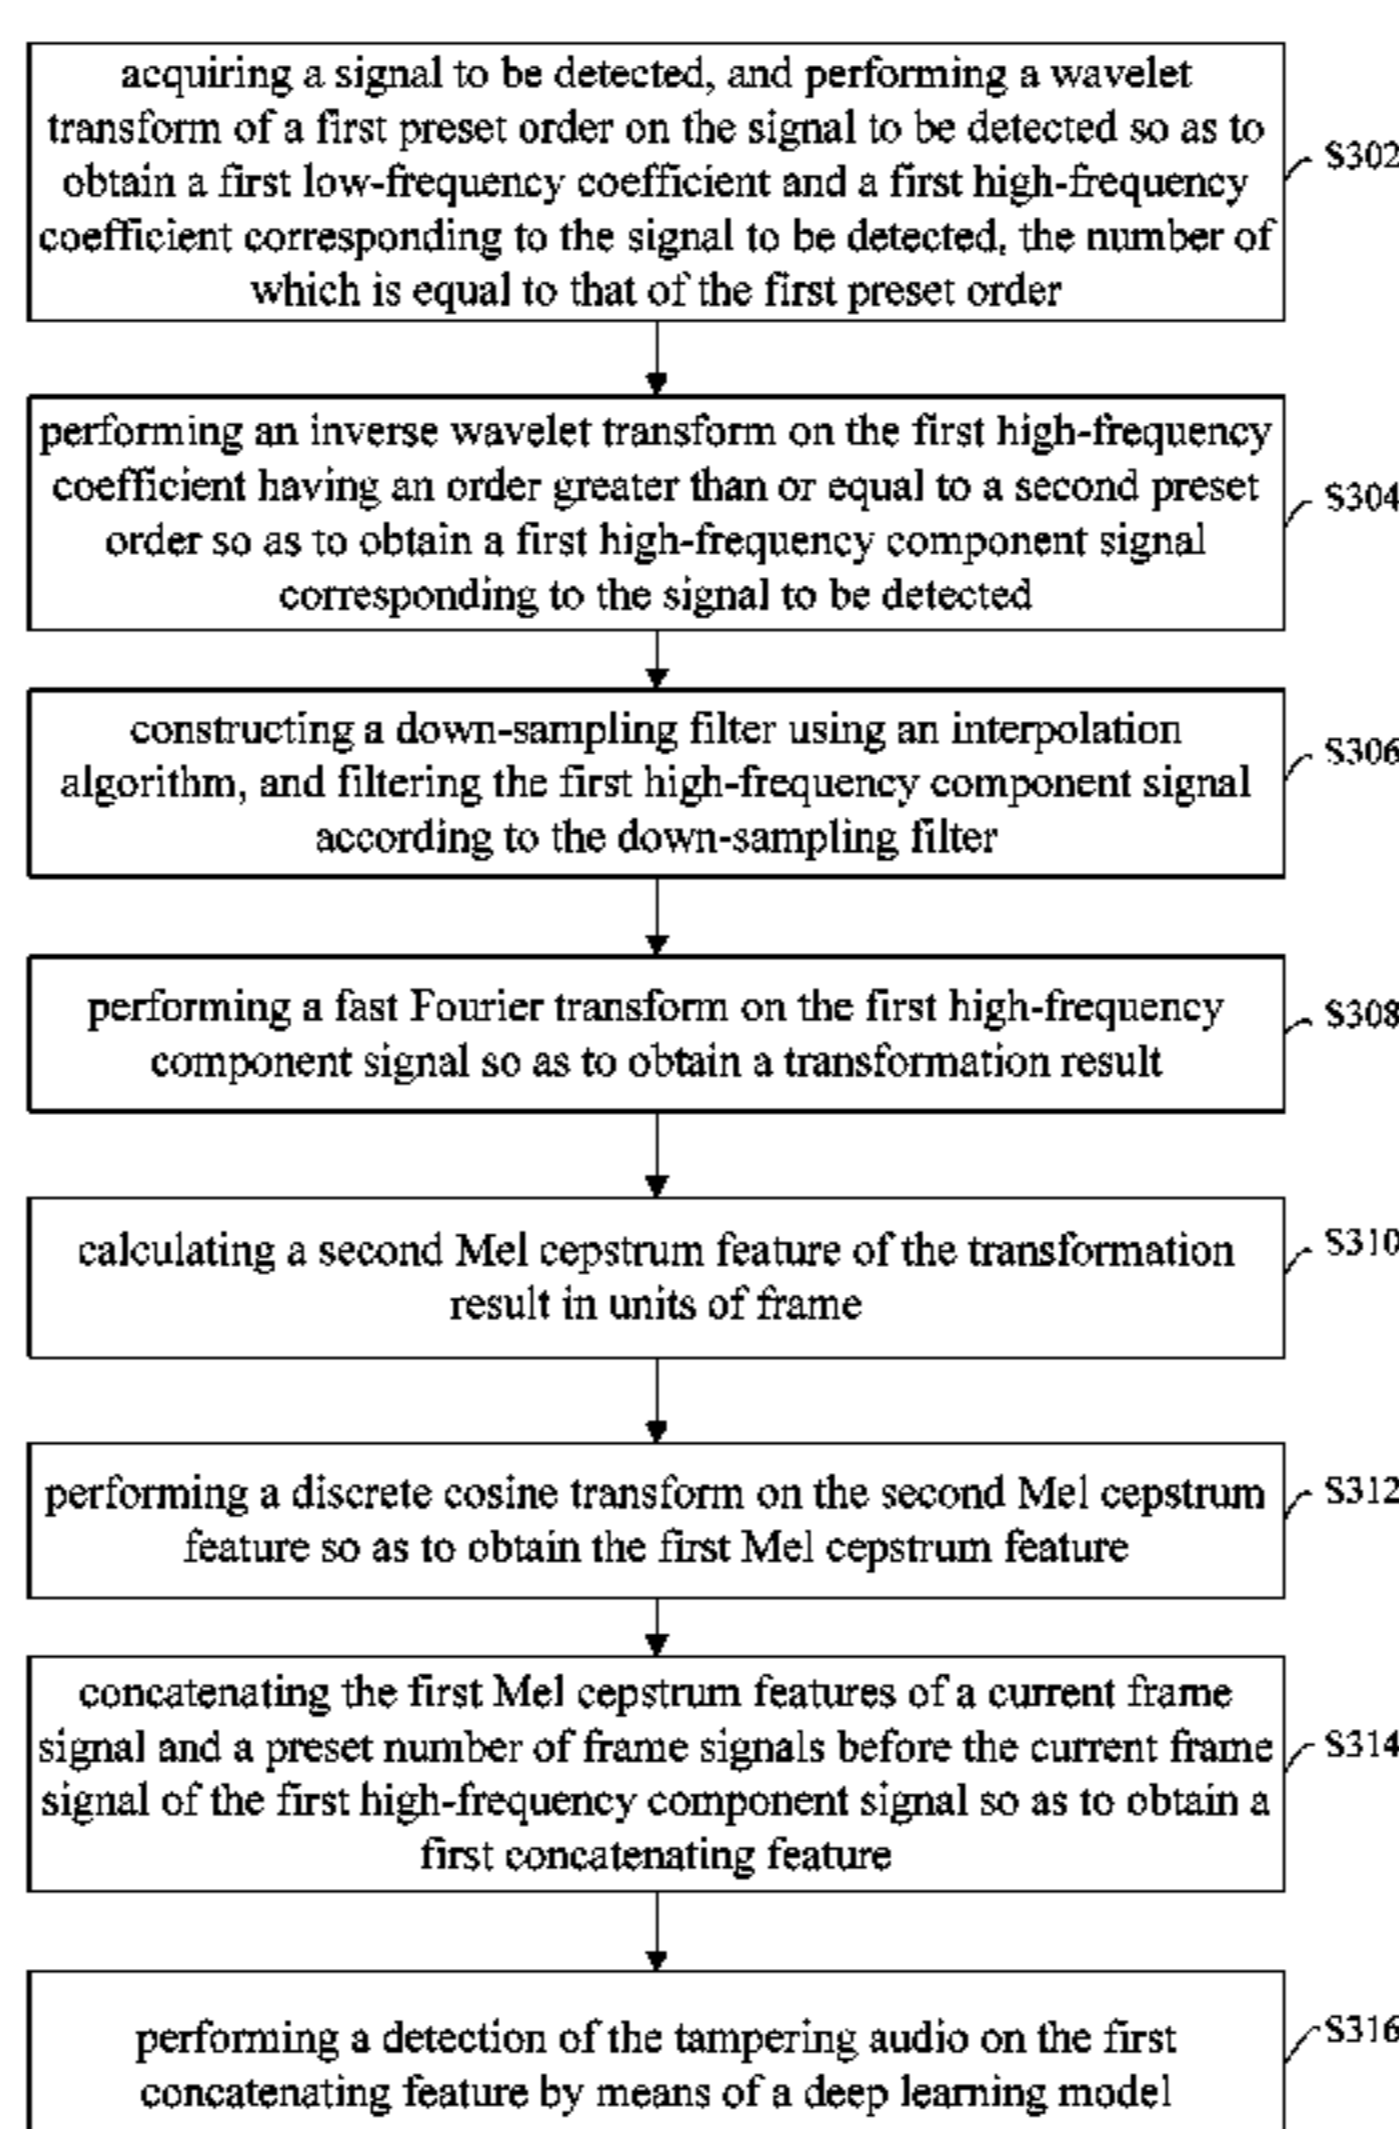 acquiring a signal to be detected, and performing a wavelet
transform of a first preset order on the signal to be detected so as to
obtain a first low-frequency coefficient and a first high-frequency
coefficient corresponding to the signal to be detected, the number of
which is equal to that of the first preset order
S302
performing an inverse wavelet transform on the first high-frequency
coefficient having an order greater than or equal to a second preset
order so as to obtain a first high-frequency component signal
corresponding to the signal to be detected
S304
constructing a down-sampling filter using an interpolation
algorithm, and filtering the first high-frequency component signal
according to the down-sampling filter
S306
performing a fast Fourier transform on the first high-frequency
component signal so as to obtain a transformation result
S308
calculating a second Mel cepstrum feature of the transformation
result in units of frame
S310
performing a discrete cosine transform on the second Mel cepstrum
feature so as to obtain the first Mel cepstrum feature
S312
concatenating the first Mel cepstrum features of a current frame
signal and a preset number of frame signals before the current frame
signal of the first high-frequency component signal so as to obtain a
first concatenating feature
S314
performing a detection of the tampering audio on the first
concatenating feature by means of a deep learning model
S316